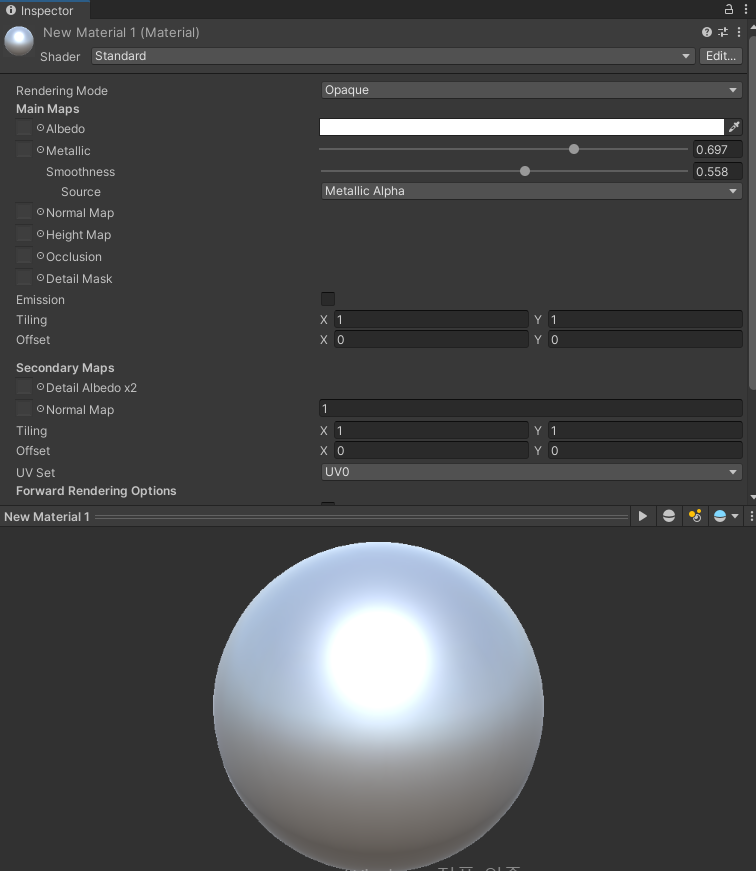 Inspector
New Material 1 (Material)
Shader Standard Edit...
Rendering Mode Opaque
Main Maps
Albedo
Metallic 0.697
Smoothness 0.558
Source Metallic Alpha
Normal Map
Height Map
Occlusion
Detail Mask
Emission
Tiling X 1 Y 1
Offset X 0 Y 0
Secondary Maps
Detail Albedo x2
Normal Map 1
Tiling X 1 Y 1
Offset X 0 Y 0
UV Set UV0
Forward Rendering Options
New Material 1